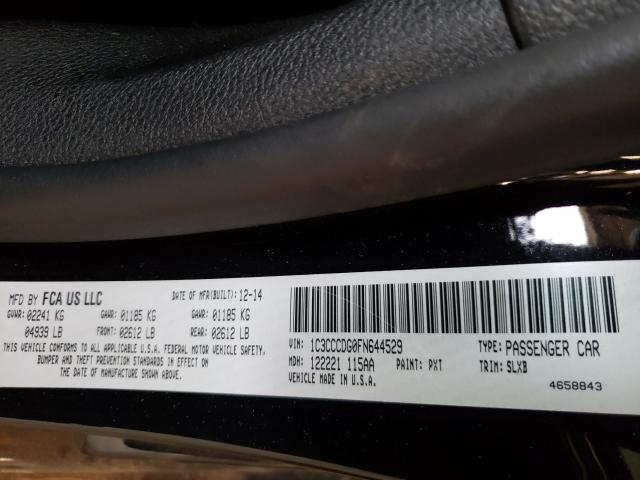 MFD BY FCA US LLC DATE OF MFR(BUILT): 12-14
GVWR: 02241 KG GAWR: 01185 KG GAWR: 01185 KG
04939 LB FRONT: 02612 LB REAR: 02612 LB
THIS VEHICLE CONFORMS TO ALL APPLICABLE U.S.A. FEDERAL MOTOR VEHICLE SAFETY,
BUMPER AND THEFT PREVENTION STANDARDS IN EFFECT ON
THE DATE OF MANUFACTURE SHOWN ABOVE.
VIN: 1C3CCCDG0FN644529 TYPE: PASSENGER CAR
MDH: 122221 115AA PAINT: PXT TRIM: SLXB
VEHICLE MADE IN U.S.A. 4658843